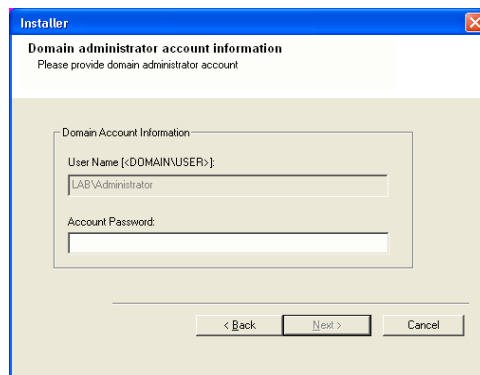 Installer
Domain administrator account information
Please provide domain administrator account
Domain Account Information
User Name [<DOMAIN\USER>]:
LAB\Administrator
Account Password:
< Back
Next >
Cancel